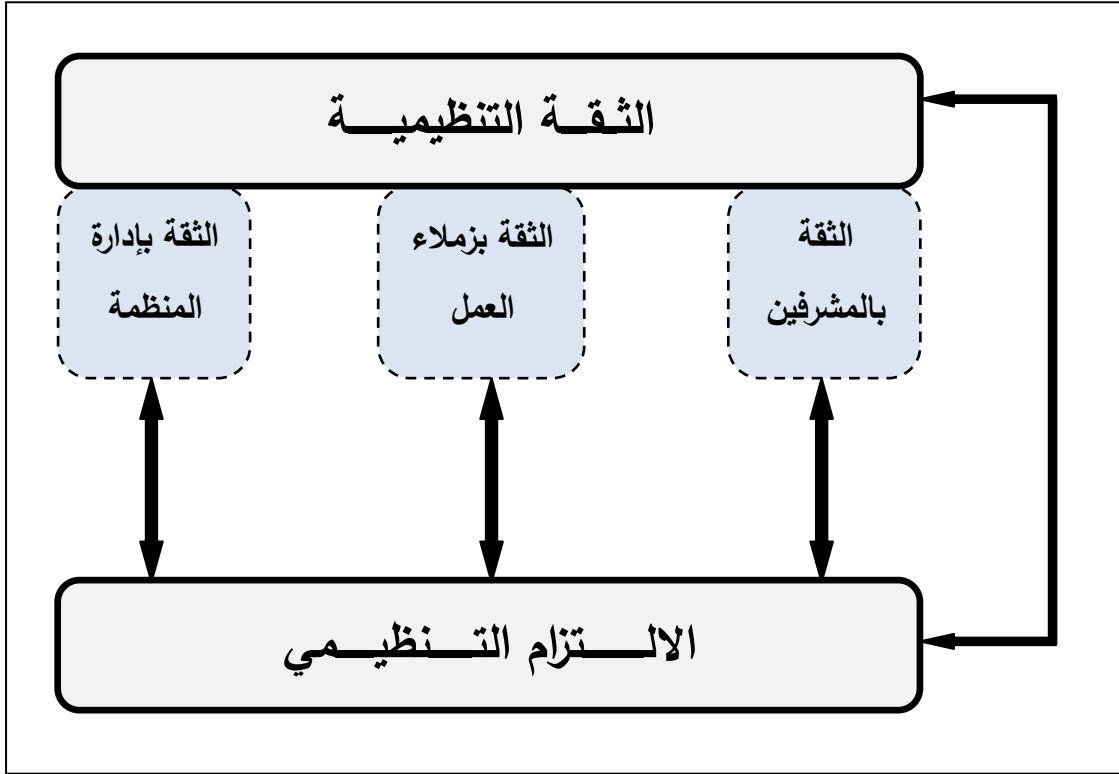 الثقة التنظيمية
الثقة
بالمشرفين
الثقة بزملاء
العمل
الثقة بإدارة
المنظمة
الالتزام التنظيمي